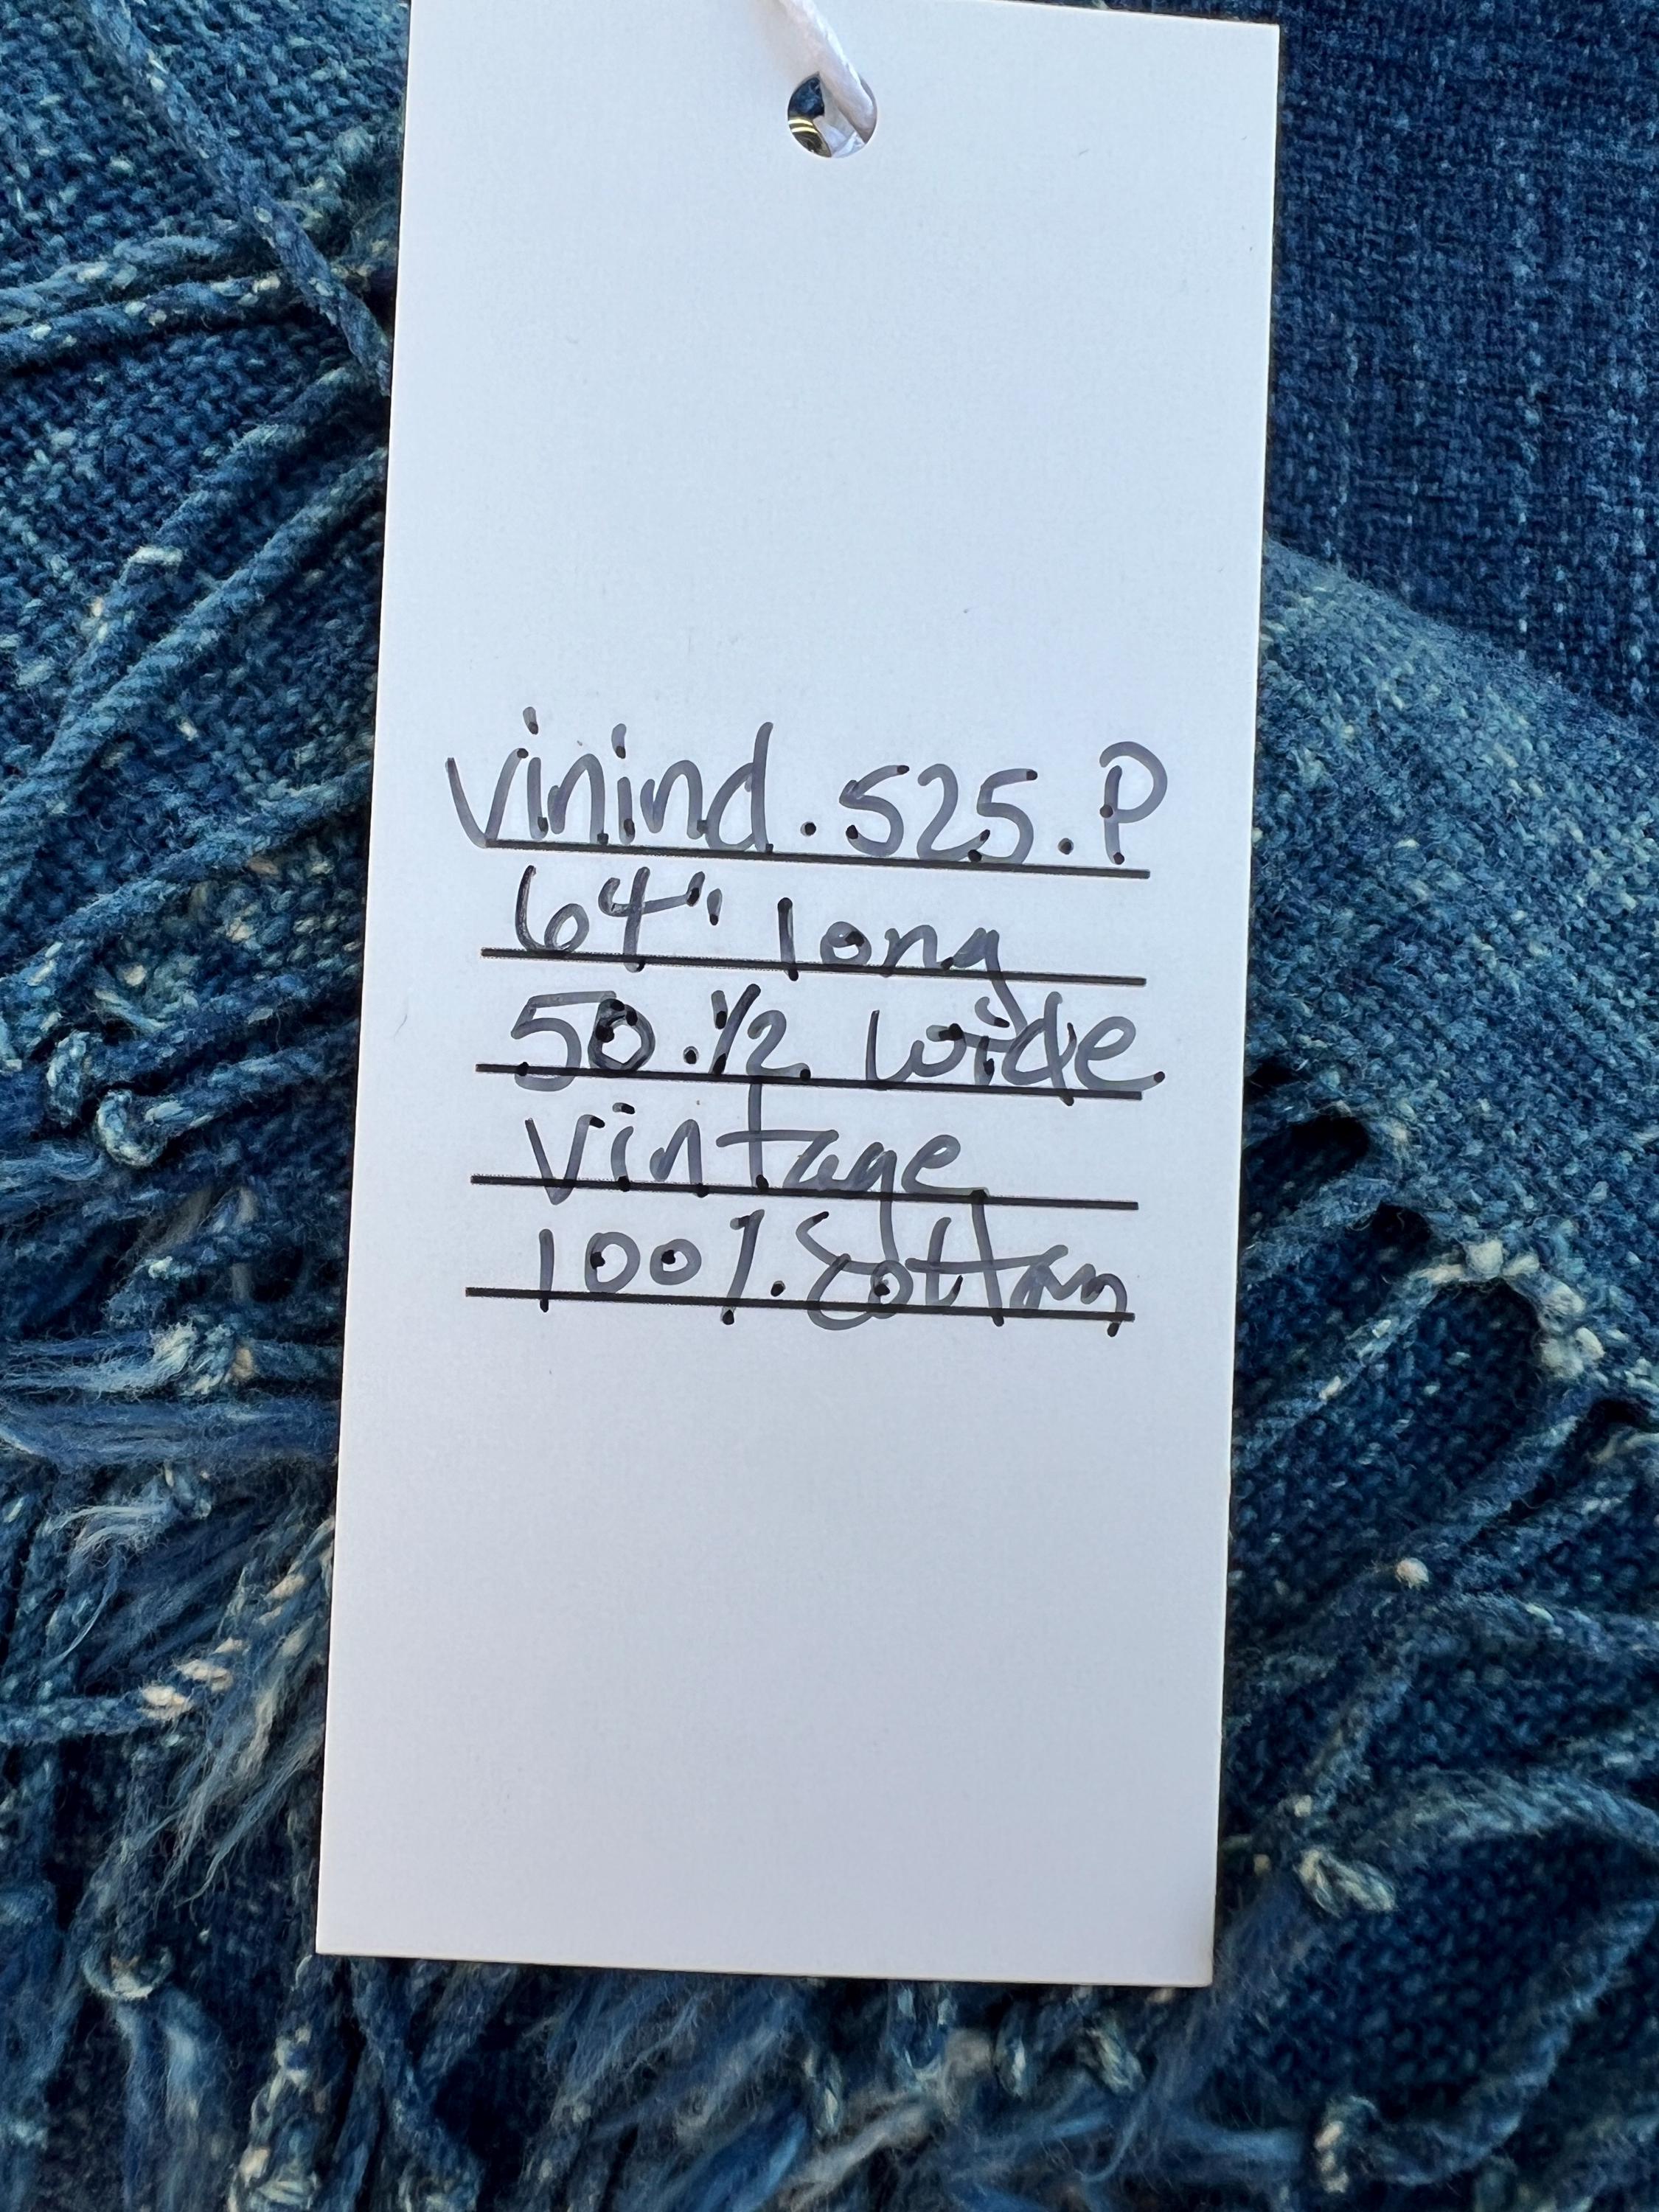 Vinind.525.P
64" long
50.1/2 wide
Vintage
100%.Cotton